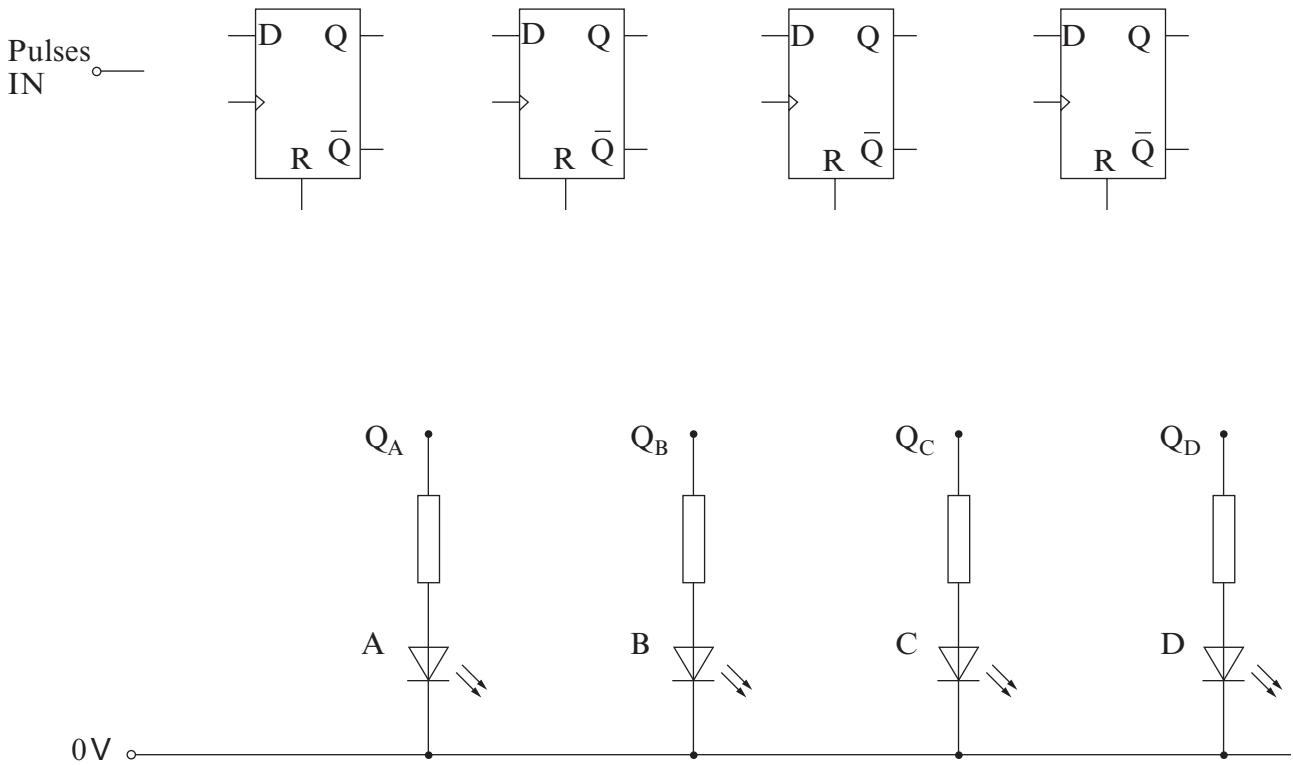 Pulses
IN
D Q
R Q̅
D Q
R Q̅
D Q
R Q̅
D Q
R Q̅
Q_A
Q_B
Q_C
Q_D
A
B
C
D
0V